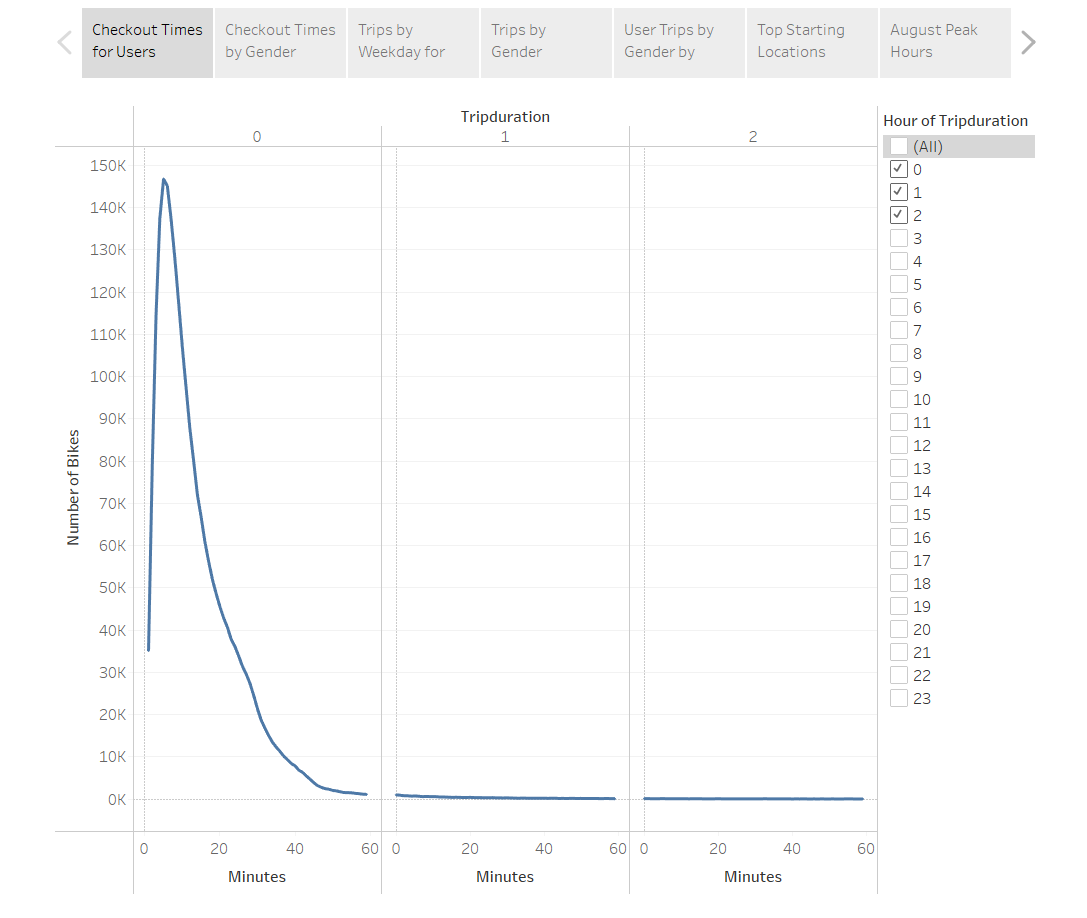 Checkout Times
for Users
Checkout Times
by Gender
Trips by
Weekday for
Trips by
Gender
User Trips by
Gender by
Top Starting
Locations
August Peak
Hours
Tripduration
0
1
2
150K
140K
130K
120K
110K
100K
90K
80K
70K
60K
50K
40K
30K
20K
10K
0K
Number of Bikes
0 20 40 60
0 20 40 60
0 20 40 60
Minutes
Minutes
Minutes
Hour of Tripduration
(All)
0
1
2
3
4
5
6
7
8
9
10
11
12
13
14
15
16
17
18
19
20
21
22
23